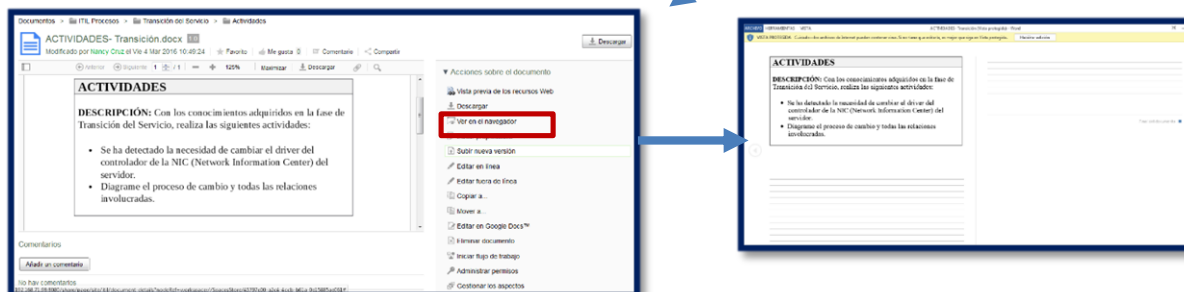 Documentos > ITIL Procesos > Transición del Servicio > Actividades
ACTIVIDADES- Transición.docx 1.0
Modificado por Nancy Cruz el Vie 4 Mar 2016 10:49:24 Favorito Me gusta 0 Comentario Compartir
Descargar
Anterior Siguiente 1 / 1 120% Maximizar Descargar
ACTIVIDADES
DESCRIPCIÓN: Con los conocimientos adquiridos en la fase de
Transición del Servicio, realiza las siguientes actividades:
• Se ha detectado la necesidad de cambiar el driver del
controlador de la NIC (Network Information Center) del
servidor.
• Diagrame el proceso de cambio y todas las relaciones
involucradas.
Comentarios
Añadir un comentario
No hay comentarios
Acciones sobre el documento
Vista previa de los recursos Web
Descargar
Ver en el navegador
Subir nueva versión
Editar en línea
Editar fuera de línea
Copiar a...
Mover a...
Editar en Google Docs™
Eliminar documento
Iniciar flujo de trabajo
Administrar permisos
Gestionar los aspectos
ARCHIVO HERRAMIENTAS VISTA
VISTA PROTEGIDA
ACTIVIDADES
DESCRIPCIÓN: Con los conocimientos adquiridos en la fase de
Transición del Servicio, realiza las siguientes actividades:
• Se ha detectado la necesidad de cambiar el driver del
controlador de la NIC (Network Information Center) del
servidor.
• Diagrame el proceso de cambio y todas las relaciones
involucradas.